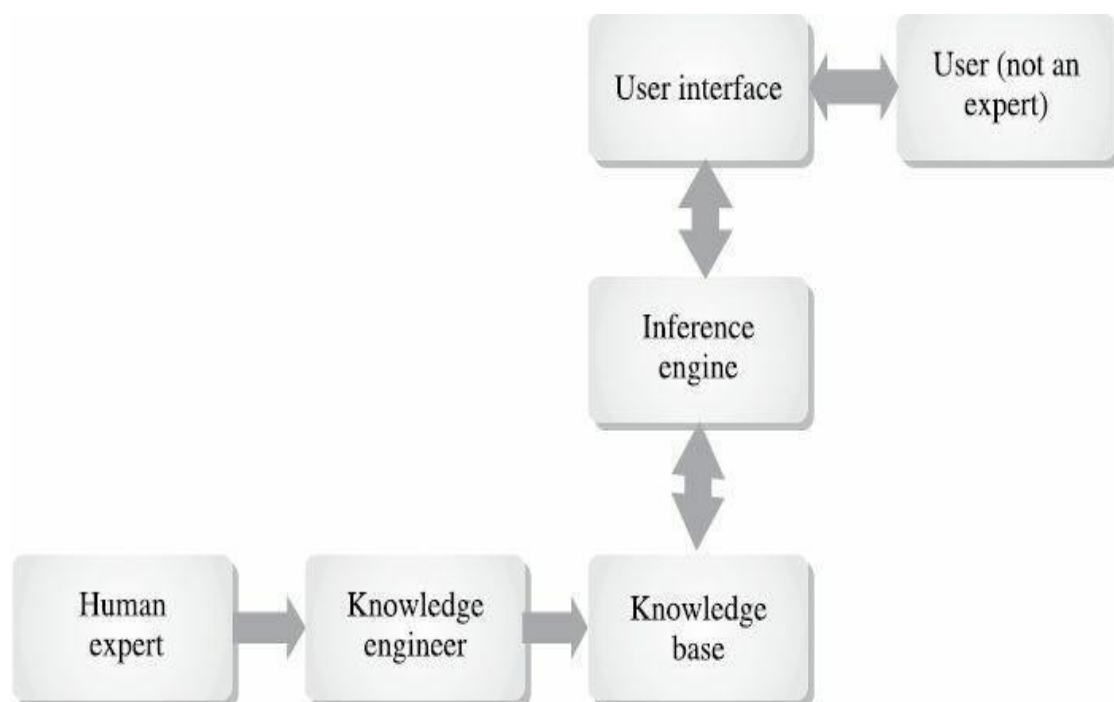 User interface
User (not an
expert)
Inference
engine
Human
expert
Knowledge
engineer
Knowledge
base